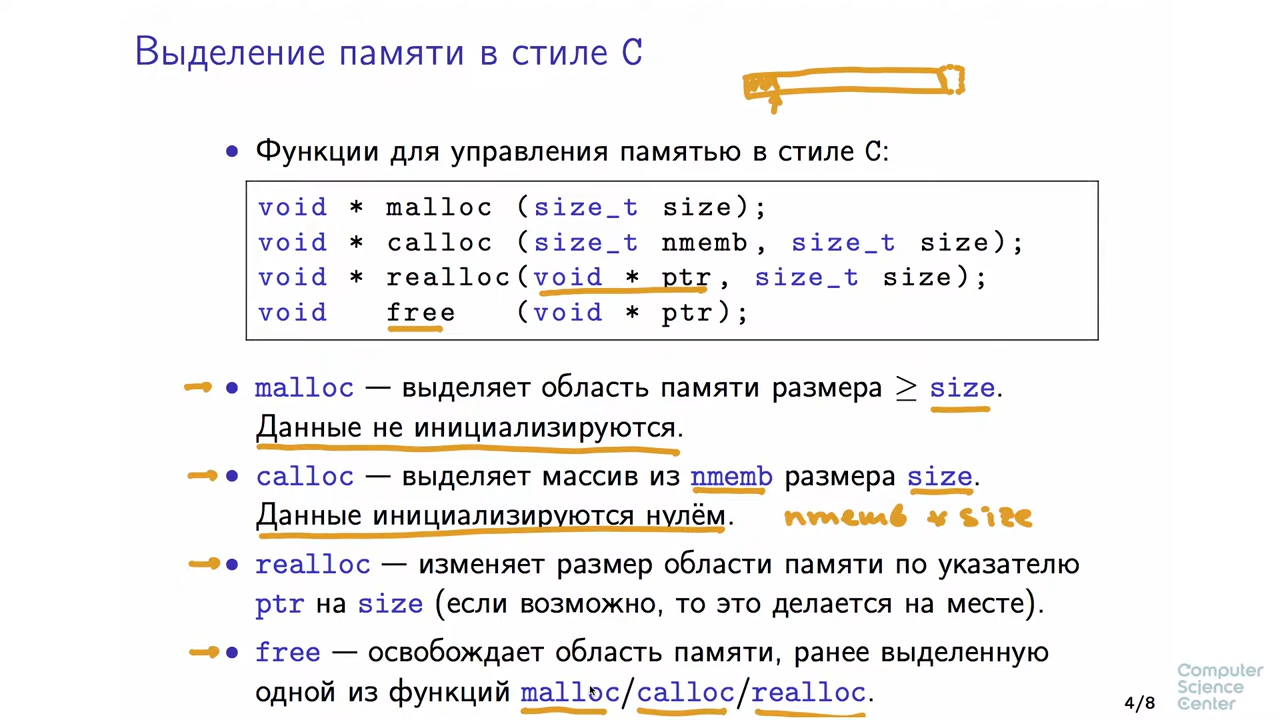 Выделение памяти в стиле C
• Функции для управления памятью в стиле C:
void * malloc (size_t size);
void * calloc (size_t nmemb, size_t size);
void * realloc(void * ptr, size_t size);
void free (void * ptr);
• malloc — выделяет область памяти размера ≥ size.
Данные не инициализируются.
• calloc — выделяет массив из nmemb размера size.
Данные инициализируются нулём. nmemb * size
• realloc — изменяет размер области памяти по указателю
ptr на size (если возможно, то это делается на месте).
• free — освобождает область памяти, ранее выделенную
одной из функций malloc/calloc/realloc.
Computer
Science
Center
4/8